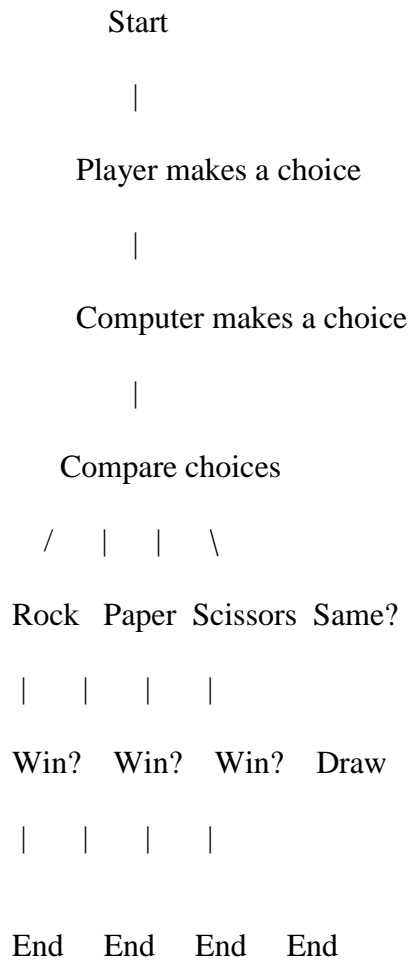 Start
|
Player makes a choice
|
Computer makes a choice
|
Compare choices
/ | | \
Rock Paper Scissors Same?
| | | |
Win? Win? Win? Draw
| | | |
End End End End